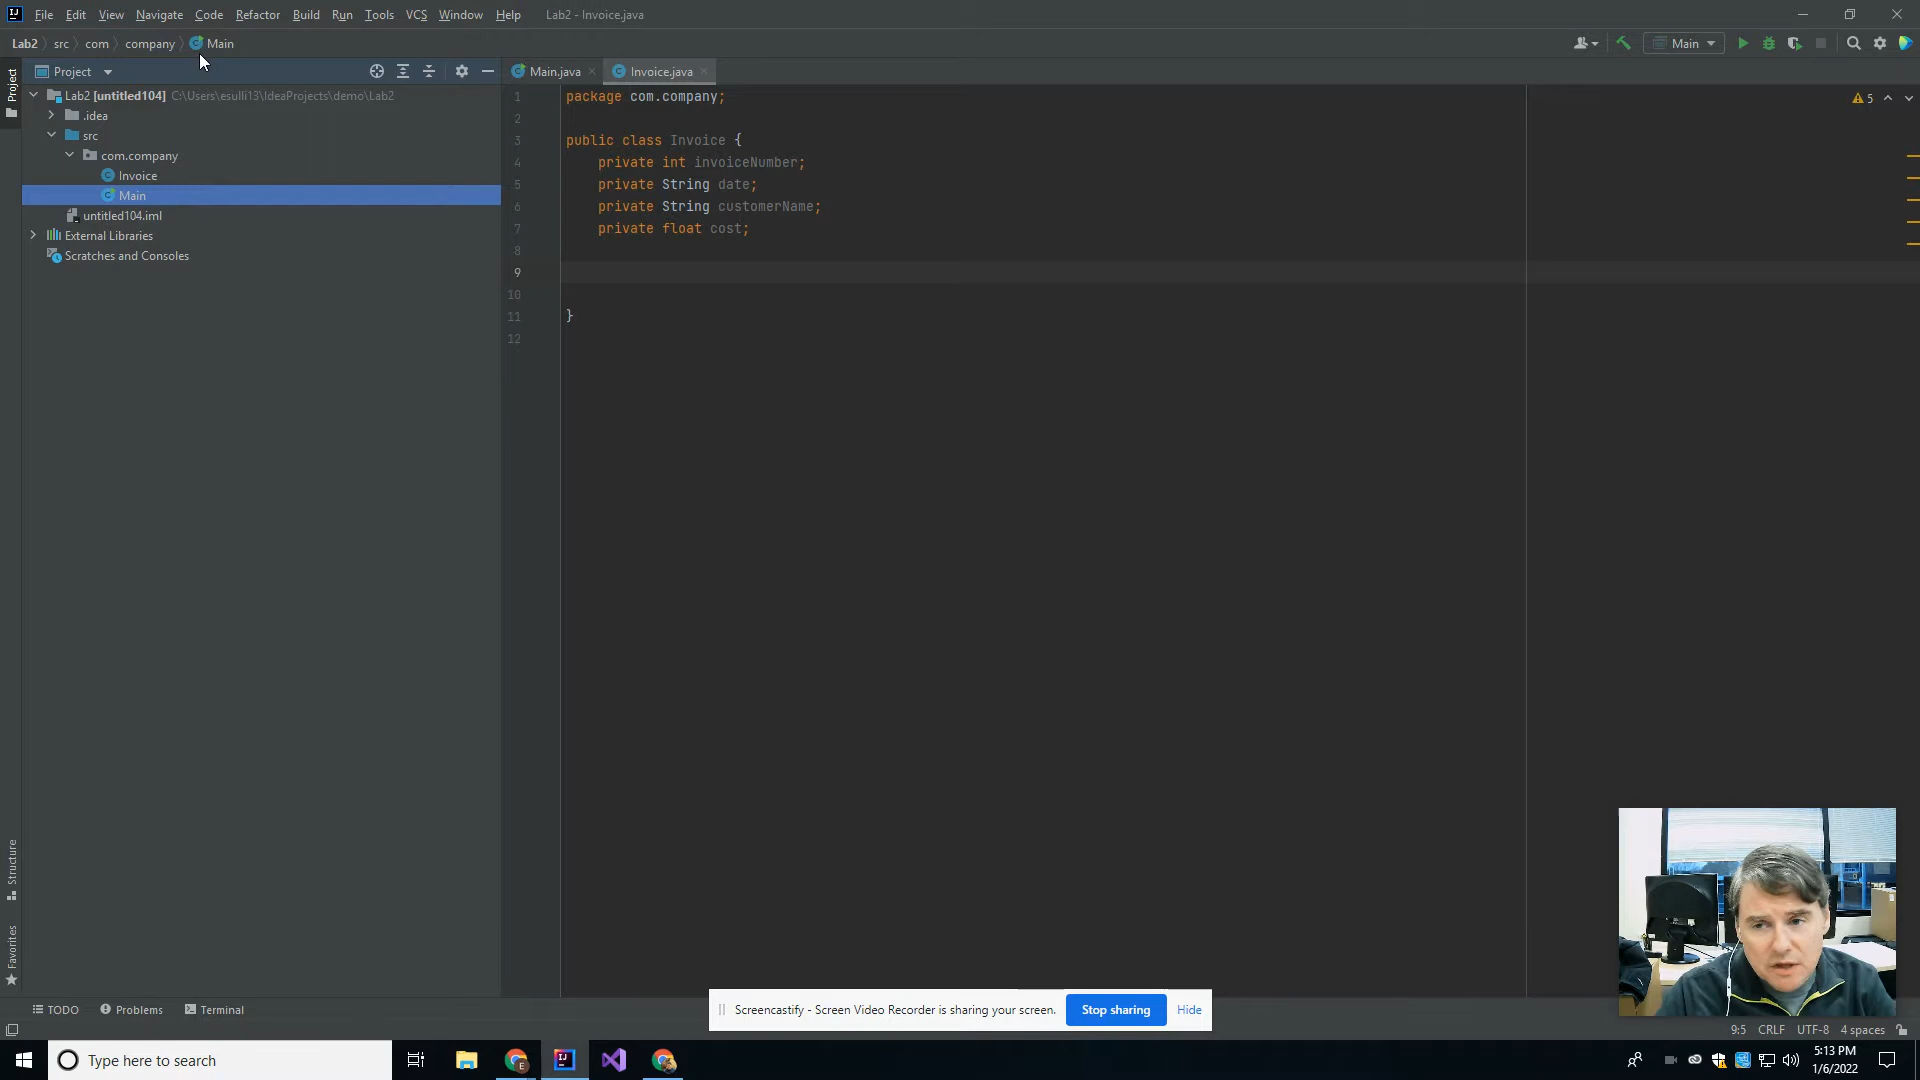 File Edit View Navigate Code Refactor Build Run Tools VCS Window Help Lab2 - Invoice.java
Lab2 src com company Main
Main
Project
Main.java
Invoice.java
Project
Lab2 [untitled104] C:\Users\esulli13\IdeaProjects\demo\Lab2
.idea
src
com.company
Invoice
Main
untitled104.iml
External Libraries
Scratches and Consoles
1 package com.company;
2
3 public class Invoice {
4 private int invoiceNumber;
5 private String date;
6 private String customerName;
7 private float cost;
8
9
10
11 }
12
5
Structure
Favorites
TODO Problems Terminal
Screencastify - Screen Video Recorder is sharing your screen. Stop sharing Hide
9:5 CRLF UTF-8 4 spaces
Type here to search
5:13 PM
1/6/2022